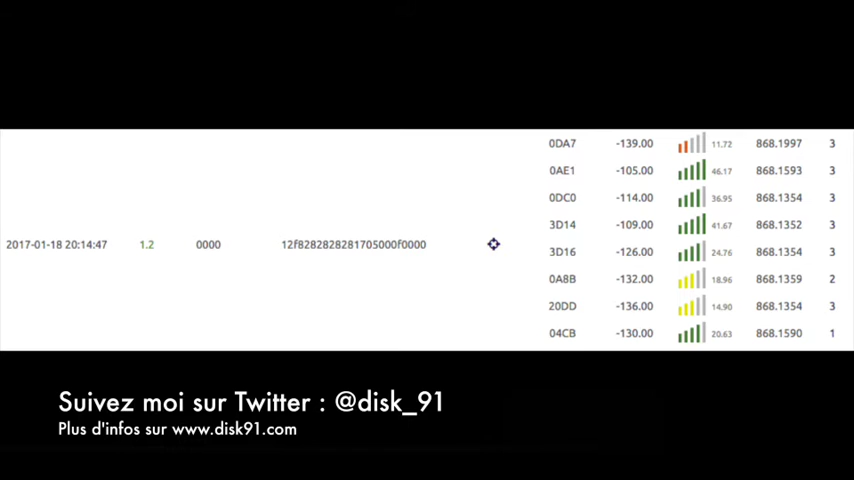 0DA7 -139.00 11.72 868.1997 3
0AE1 -105.00 46.17 868.1593 3
0DC0 -114.00 36.95 868.1354 3
3D14 -109.00 41.67 868.1352 3
2017-01-18 20:14:47 1.2 0000 12f8282828281705000f0000
3D16 -126.00 24.76 868.1354 3
0A8B -132.00 18.96 868.1359 2
20DD -136.00 14.90 868.1354 3
04CB -130.00 20.63 868.1590 1
Suivez moi sur Twitter : @disk_91
Plus d'infos sur www.disk91.com